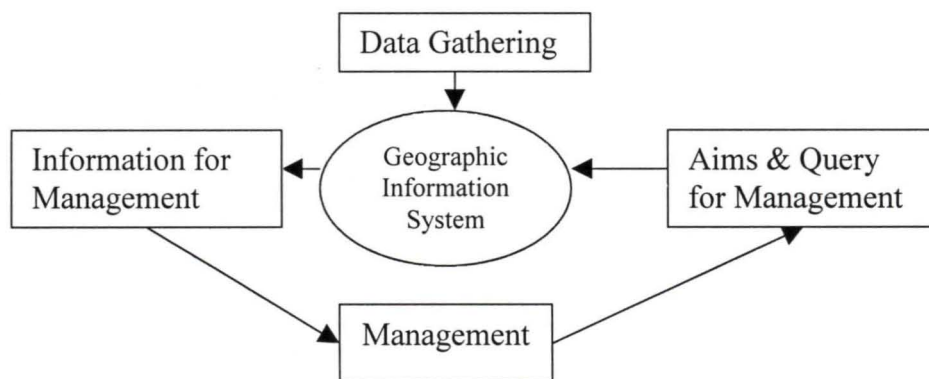 Data Gathering
Information for
Management
Geographic
Information
System
Aims & Query
for Management
Management